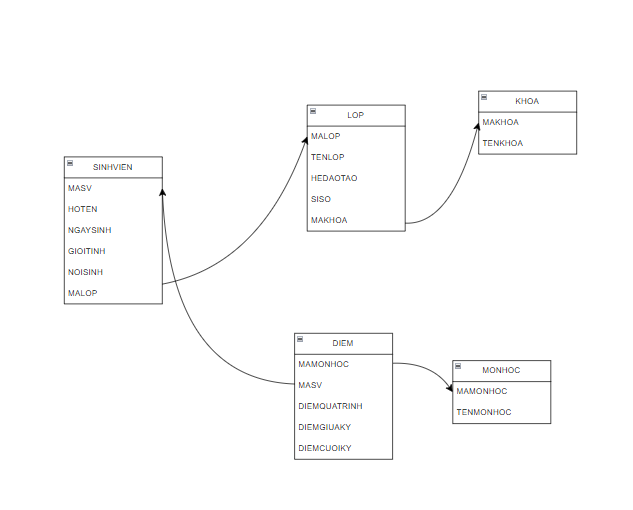 SINHVIEN
MASV
HOTEN
NGAYSINH
GIOITINH
NOISINH
MALOP
LOP
MALOP
TENLOP
HEDAOTAO
SISO
MAKHOA
KHOA
MAKHOA
TENKHOA
DIEM
MAMONHOC
MASV
DIEMQUATRINH
DIEMGIUAKY
DIEMCUOIKY
MONHOC
MAMONHOC
TENMONHOC